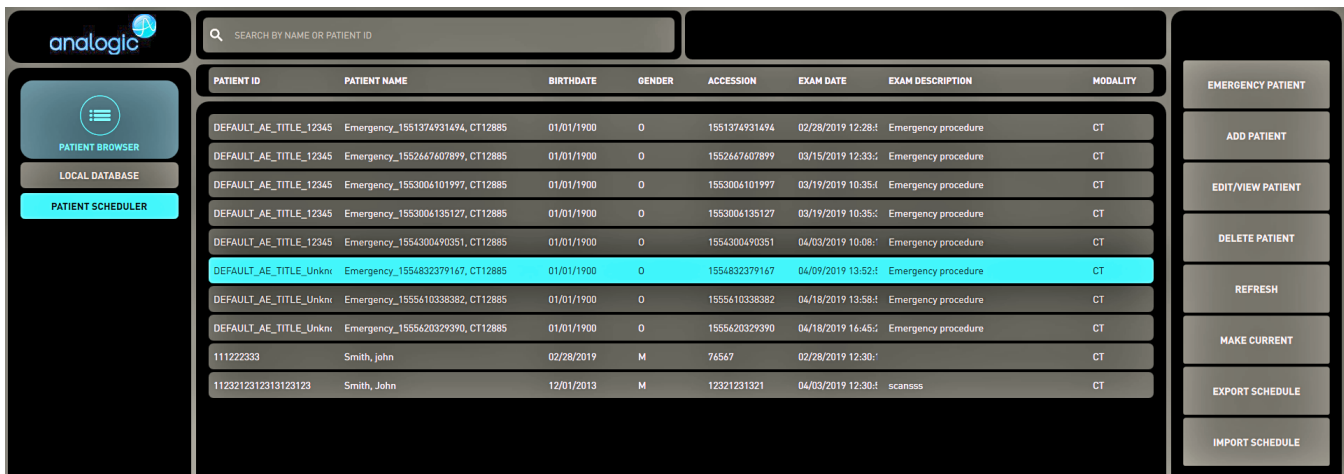 analogic
SEARCH BY NAME OR PATIENT ID
PATIENT BROWSER
LOCAL DATABASE
PATIENT SCHEDULER
PATIENT ID PATIENT NAME BIRTHDATE GENDER ACCESSION EXAM DATE EXAM DESCRIPTION MODALITY
DEFAULT_AE_TITLE_12345 Emergency_1551374931494, CT12885 01/01/1900 O 1551374931494 02/28/2019 12:28: Emergency procedure CT
DEFAULT_AE_TITLE_12345 Emergency_1552667607899, CT12885 01/01/1900 O 1552667607899 03/15/2019 12:33: Emergency procedure CT
DEFAULT_AE_TITLE_12345 Emergency_1553006101997, CT12885 01/01/1900 O 1553006101997 03/19/2019 10:35: Emergency procedure CT
DEFAULT_AE_TITLE_12345 Emergency_1553006135127, CT12885 01/01/1900 O 1553006135127 03/19/2019 10:35: Emergency procedure CT
DEFAULT_AE_TITLE_12345 Emergency_1554300490351, CT12885 01/01/1900 O 1554300490351 04/03/2019 10:08: Emergency procedure CT
DEFAULT_AE_TITLE_Unkno Emergency_1554832379167, CT12885 01/01/1900 O 1554832379167 04/09/2019 13:52: Emergency procedure CT
DEFAULT_AE_TITLE_Unkno Emergency_1555610338382, CT12885 01/01/1900 O 1555610338382 04/18/2019 13:58: Emergency procedure CT
DEFAULT_AE_TITLE_Unkno Emergency_1555620329390, CT12885 01/01/1900 O 1555620329390 04/18/2019 16:45: Emergency procedure CT
111222333 Smith, john 02/28/2019 M 76567 02/28/2019 12:30: CT
1123212312313123123 Smith, John 12/01/2013 M 12321231321 04/03/2019 12:30: scansss CT
EMERGENCY PATIENT
ADD PATIENT
EDIT/VIEW PATIENT
DELETE PATIENT
REFRESH
MAKE CURRENT
EXPORT SCHEDULE
IMPORT SCHEDULE